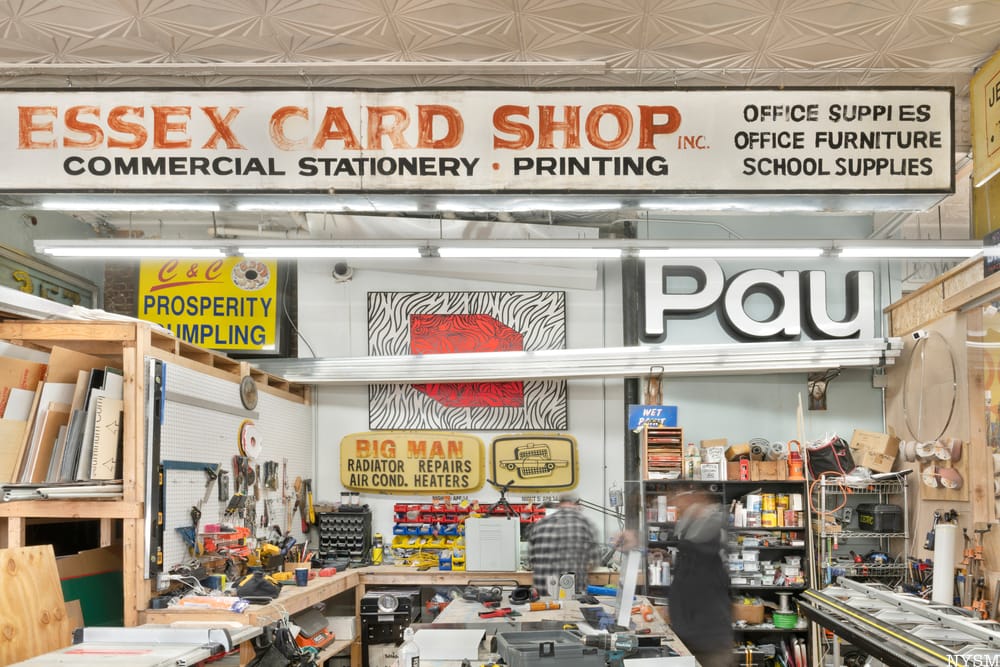 ESSEX CARD SHOP INC.
COMMERCIAL STATIONERY · PRINTING
OFFICE SUPPLIES
OFFICE FURNITURE
SCHOOL SUPPLIES
C & C
PROSPERITY
DUMPLING
Pau
WET
PAINT
BIG MAN
RADIATOR REPAIRS
AIR COND. HEATERS
NYSM